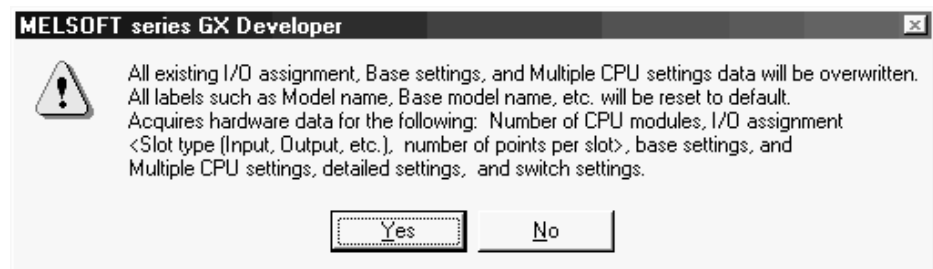 MELSOFT series GX Developer
All existing I/O assignment, Base settings, and Multiple CPU settings data will be overwritten.
All labels such as Model name, Base model name, etc. will be reset to default.
Acquires hardware data for the following:  Number of CPU modules, I/O assignment
<Slot type (Input, Output, etc.),  number of points per slot>, base settings, and
Multiple CPU settings, detailed settings,  and switch settings.
Yes No